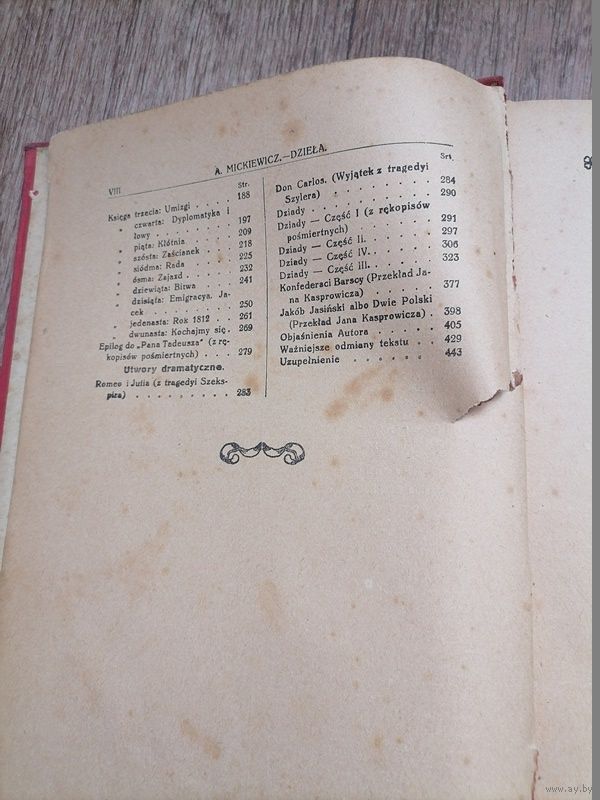 VIII
A. MICKIEWICZ.—DZIEŁA.
Str.
Księga trzecia: Umizgi . . . . 188
" czwarta: Dyplomatyka i
łowy . . . . . . 197
" piąta: Kłótnia . . . . 209
" szósta: Zaścianek . . . 218
" siódma: Rada . . . . 225
" ósma: Zajazd . . . . 232
" dziewiąta: Bitwa . . . 241
" dziesiąta: Emigracya. Ja-
cek . . . . . . 250
" jedenasta: Rok 1812 . . 261
" dwunasta: Kochajmy się. 269
Epilog do „Pana Tadeusza" (z rę-
kopisów pośmiertnych) . . . 279
Utwory dramatyczne.
Romeo i Julia (z tragedyi Szeks-
pira) . . . . . . . . 283
Srt.
Don Carlos. (Wyjątek z tragedyi
Szylera) . . . . . . . 284
Dziady . . . . . . . . 290
Dziady — Część I (z rękopisów
pośmiertnych) . . . . . 291
Dziady — Część II. . . . . 297
Dziady — Część IV. . . . . 306
Dziady — Część III. . . . . 323
Konfederaci Barscy (Przekład Ja-
na Kasprowicza) . . . . . 377
Jakób Jasiński albo Dwie Polski
(Przekład Jana Kasprowicza) . 398
Objaśnienia Autora . . . . 405
Ważniejsze odmiany tekstu . . 429
Uzupełnienie . . . . . . 443
www.ay.by